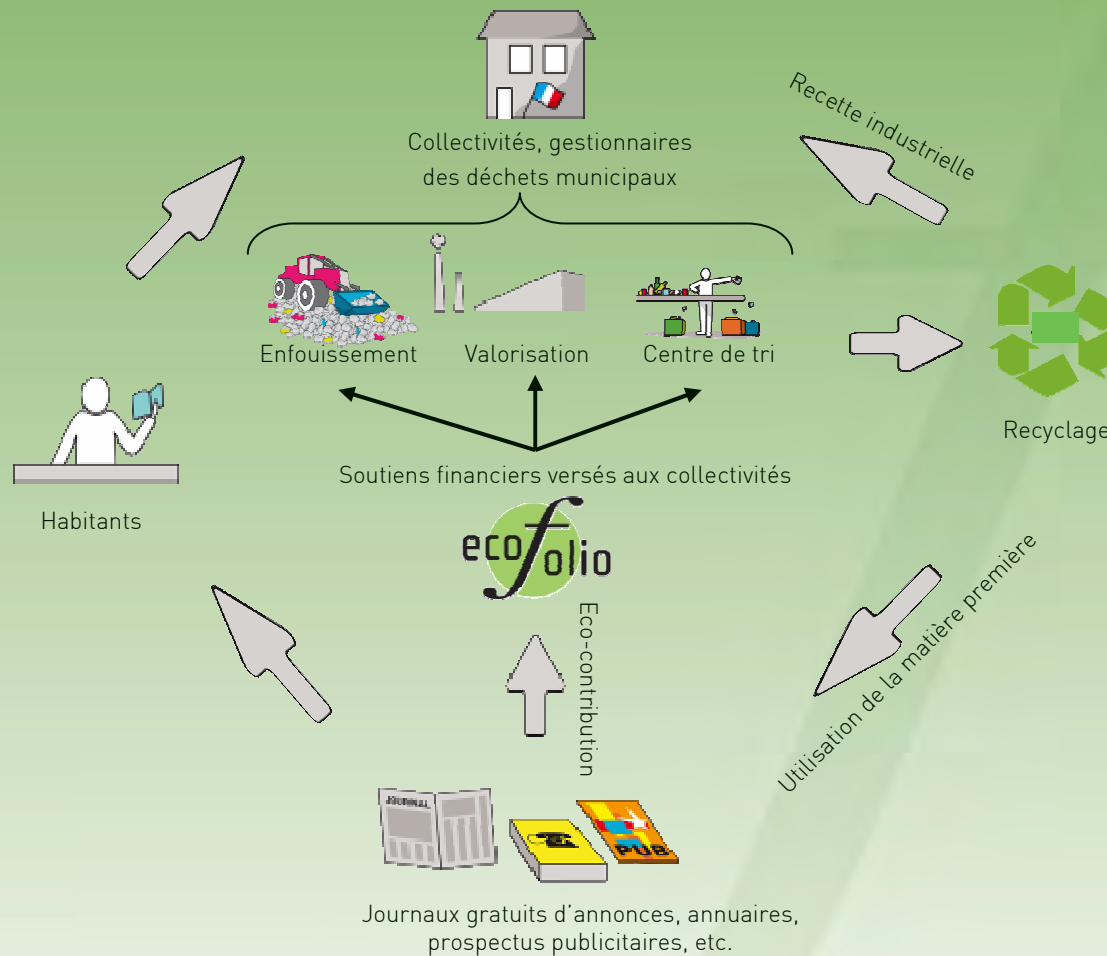 Collectivités, gestionnaires
des déchets municipaux
Recette industrielle
Enfouissement
Valorisation
Centre de tri
Recyclage
Soutiens financiers versés aux collectivités
Habitants
ecofolio
Eco-contribution
Utilisation de la matière première
JOURNAL
PUB
Journaux gratuits d’annonces, annuaires,
prospectus publicitaires, etc.